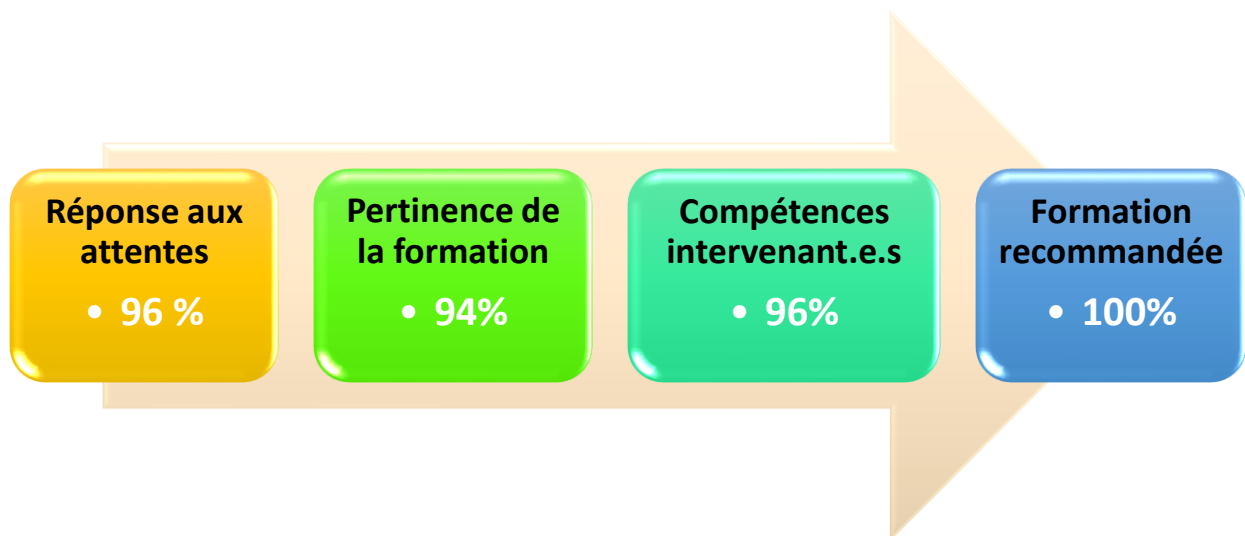 Réponse aux
attentes
• 96 %
Pertinence de
la formation
• 94%
Compétences
intervenant.e.s
• 96%
Formation
recommandée
• 100%